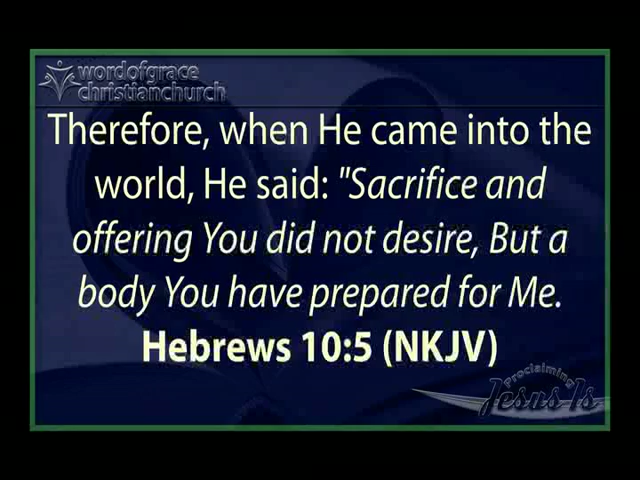 wordofgrace
christianchurch
Therefore, when He came into the
world, He said: "Sacrifice and
offering You did not desire, But a
body You have prepared for Me.
Hebrews 10:5 (NKJV)
Proclaiming
Jesus Is